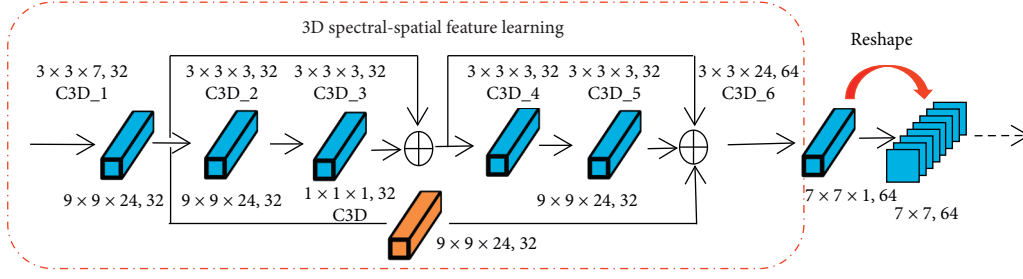 3D spectral-spatial feature learning
Reshape
3 × 3 × 7, 32
C3D_1
3 × 3 × 3, 32
C3D_2
3 × 3 × 3, 32
C3D_3
3 × 3 × 3, 32
C3D_4
3 × 3 × 3, 32
C3D_5
3 × 3 × 24, 64
C3D_6
9 × 9 × 24, 32
9 × 9 × 24, 32
1 × 1 × 1, 32
C3D
9 × 9 × 24, 32
9 × 9 × 24, 32
7 × 7 × 1, 64
7 × 7, 64